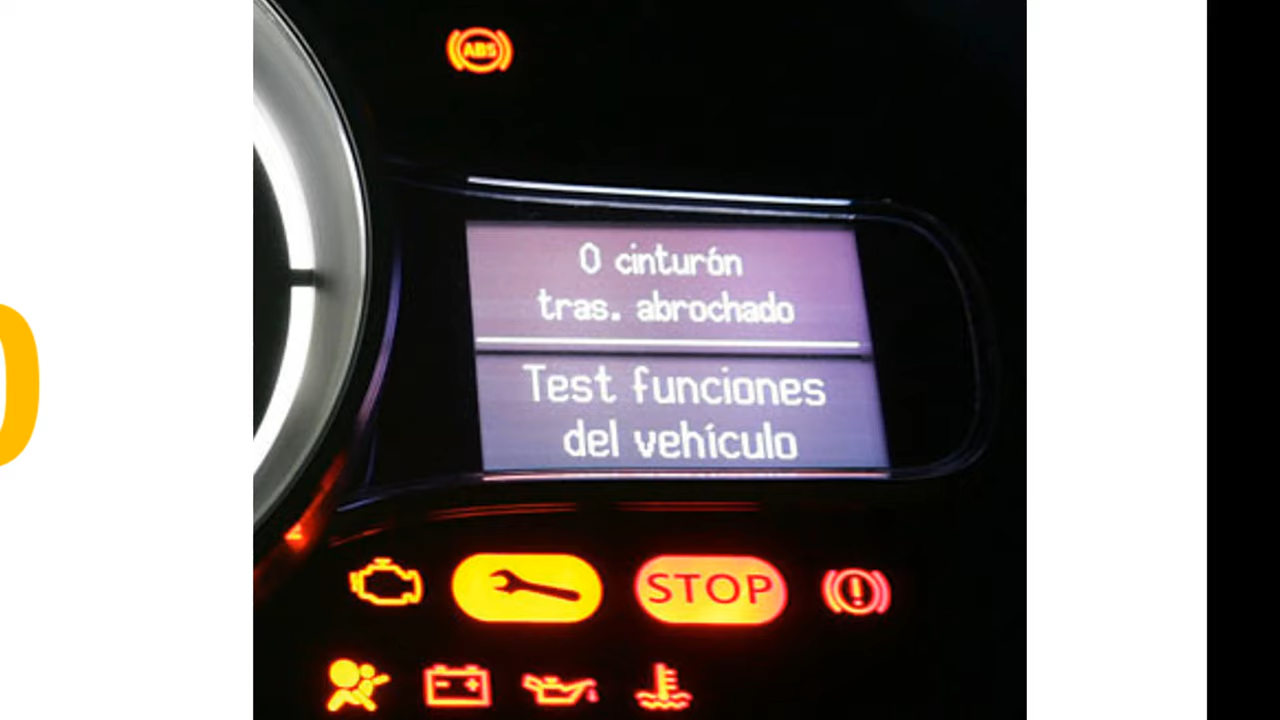 ABS
0 cinturón
tras. abrochado
Test funciones
del vehículo
STOP